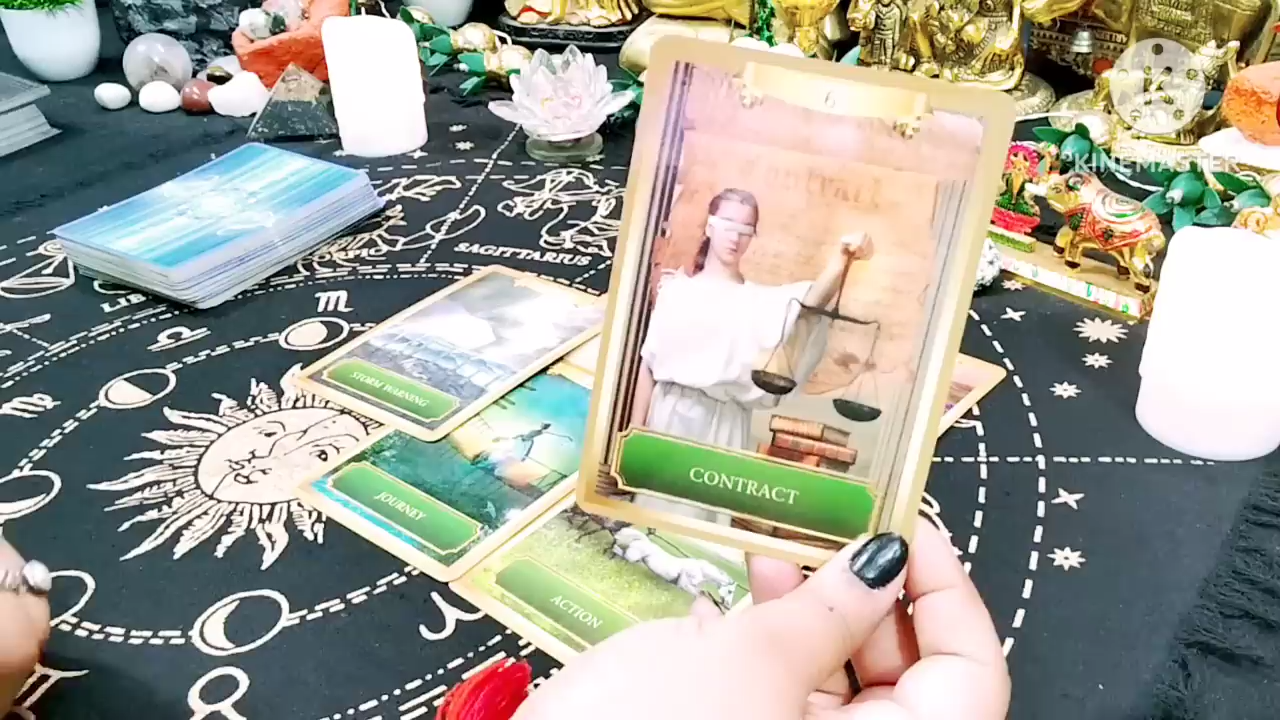 6
CONTRACT
KINEMASTER
SAGITTARIUS
STORM WARNING
JOURNEY
ACTION